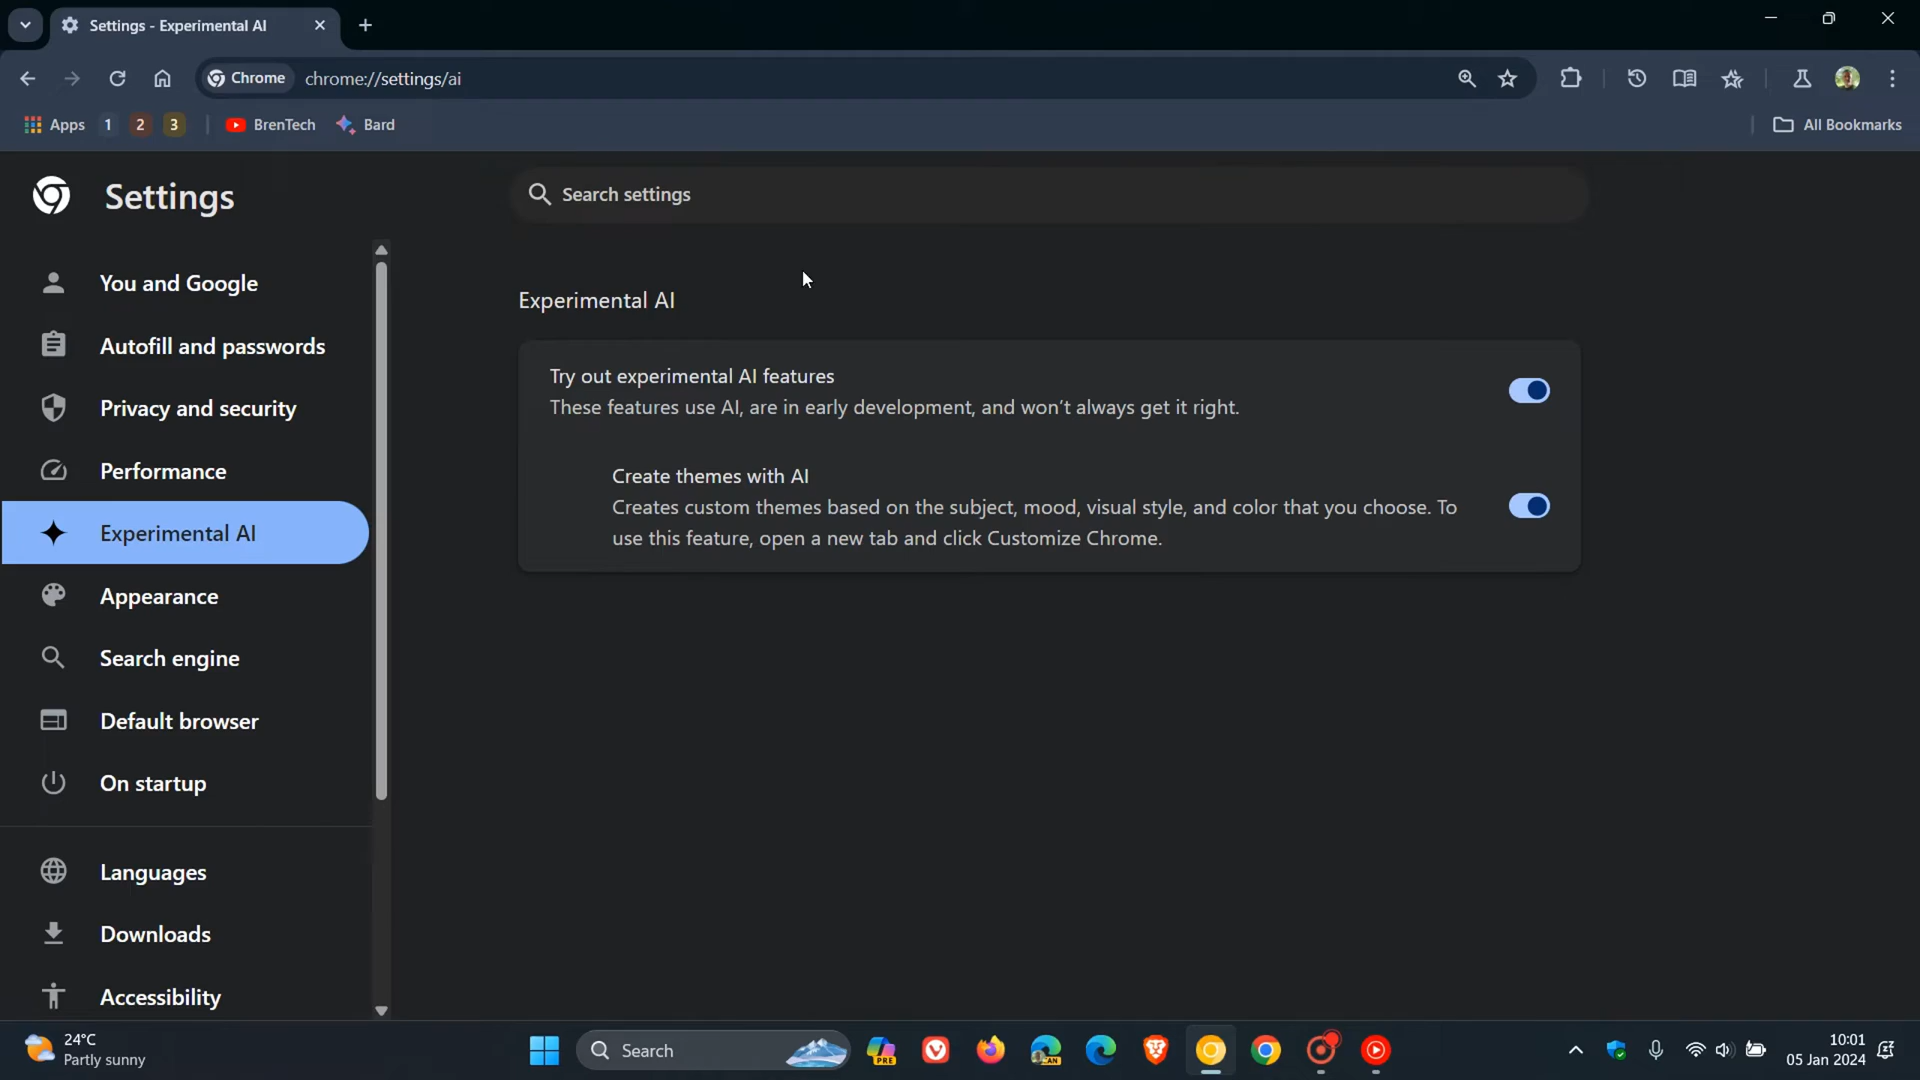 Settings - Experimental AI
Chrome
chrome://settings/ai
Apps
1
2
3
BrenTech
Bard
All Bookmarks
Settings
Search settings
You and Google
Autofill and passwords
Privacy and security
Performance
Experimental AI
Appearance
Search engine
Default browser
On startup
Languages
Downloads
Accessibility
Experimental AI
Try out experimental AI features
These features use AI, are in early development, and won’t always get it right.
Create themes with AI
Creates custom themes based on the subject, mood, visual style, and color that you choose. To
use this feature, open a new tab and click Customize Chrome.
24°C
Partly sunny
Search
PRE
CAN
10:01
05 Jan 2024